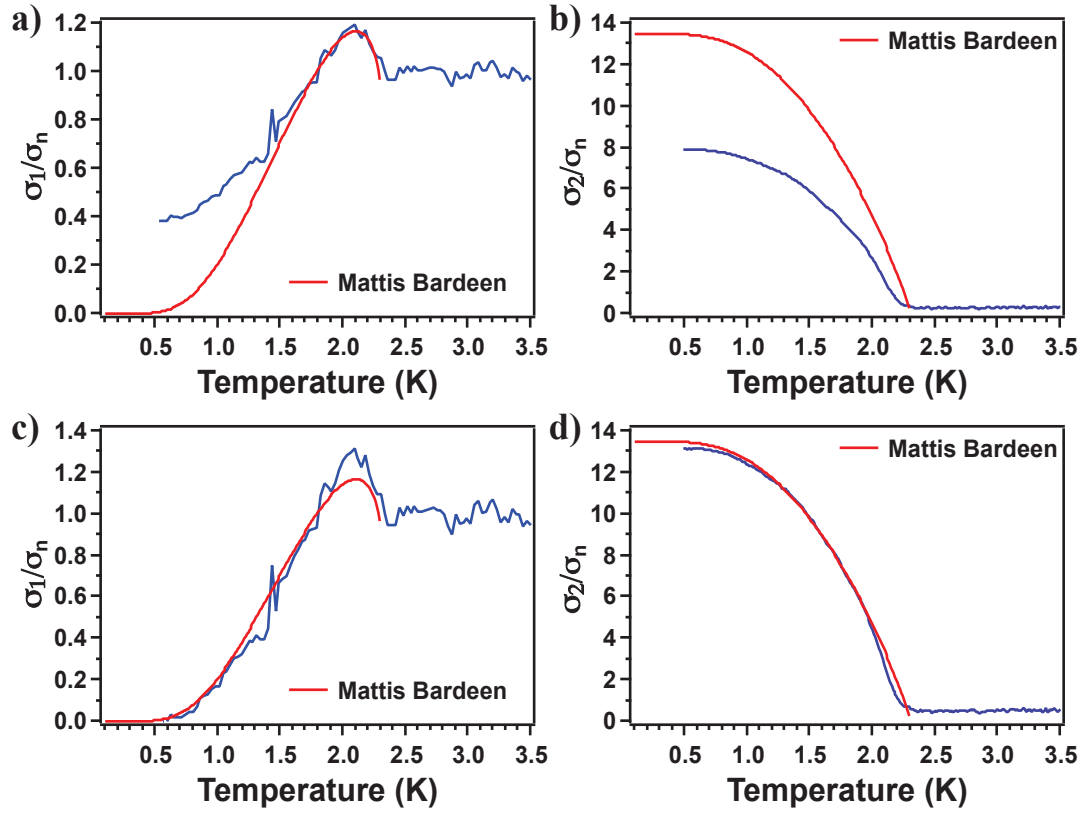 a)
1.2
1.0
0.8
0.6
0.4
0.2
0.0
σ1/σn
Mattis Bardeen
0.5 1.0 1.5 2.0 2.5 3.0 3.5
Temperature (K)
b)
14
12
10
8
6
4
2
0
σ2/σn
Mattis Bardeen
0.5 1.0 1.5 2.0 2.5 3.0 3.5
Temperature (K)
c)
1.4
1.2
1.0
0.8
0.6
0.4
0.2
0.0
σ1/σn
Mattis Bardeen
0.5 1.0 1.5 2.0 2.5 3.0 3.5
Temperature (K)
d)
14
12
10
8
6
4
2
0
σ2/σn
Mattis Bardeen
0.5 1.0 1.5 2.0 2.5 3.0 3.5
Temperature (K)